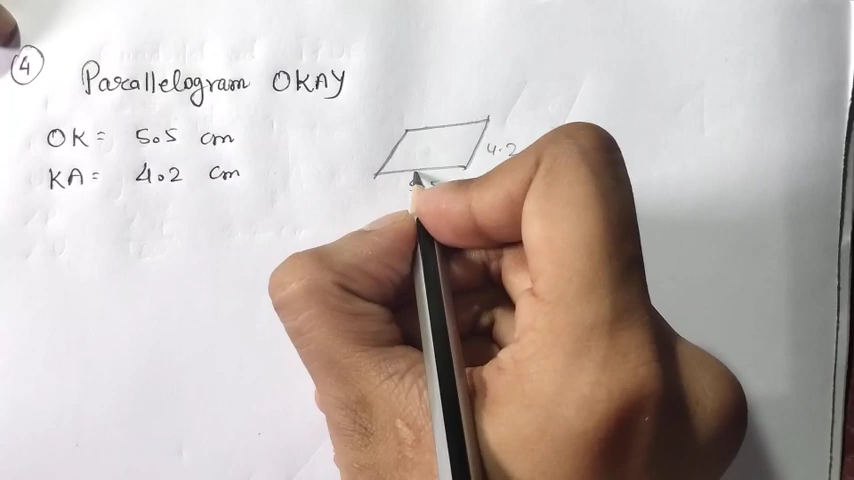 4 Parallelogram OKAY
OK = 5.5 cm
KA = 4.2 cm
4.2